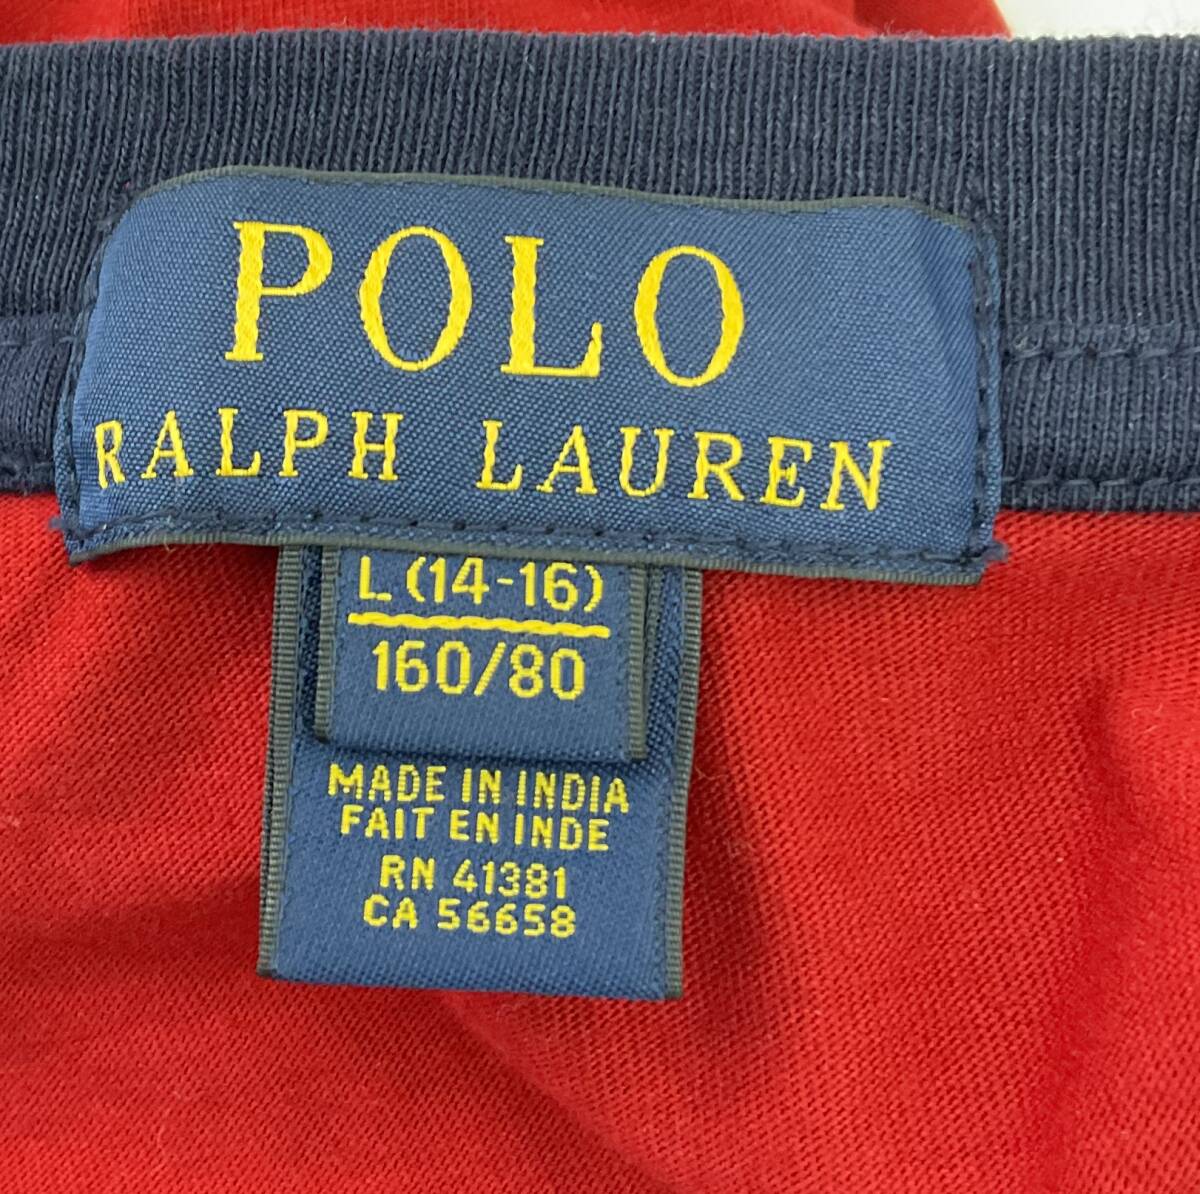 POLO
RALPH LAUREN
L (14-16)
160/80
MADE IN INDIA
FAIT EN INDE
RN 41381
CA 56658